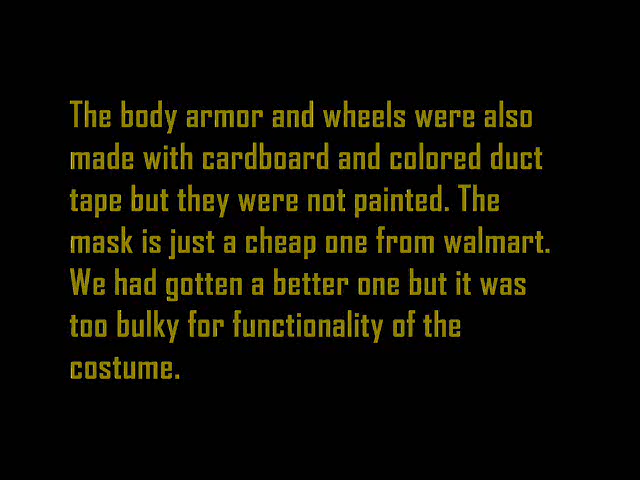 The body armor and wheels were also
made with cardboard and colored duct
tape but they were not painted. The
mask is just a cheap one from walmart.
We had gotten a better one but it was
too bulky for functionality of the
costume.